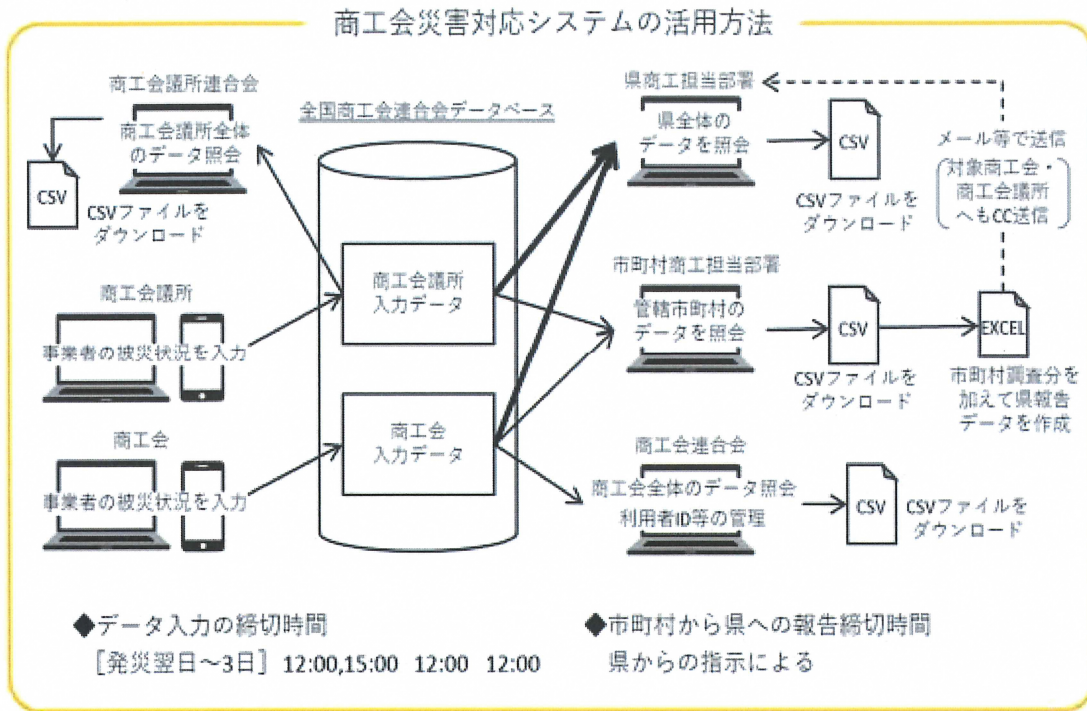 商工会災害対応システムの活用方法
商工会議所連合会
商工会議所全体
のデータ照会
CSV
CSVファイルを
ダウンロード
商工会議所
事業者の被災状況を入力
商工会
事業者の被災状況を入力
全国商工会連合会データベース
商工会議所
入力データ
商工会
入力データ
県商工担当部署
県全体の
データを照会
CSV
CSVファイルを
ダウンロード
メール等で送信
対象商工会・
商工会議所
へもCC送信
市町村商工担当部署
管轄市町村の
データを照会
CSV
CSVファイルを
ダウンロード
EXCEL
市町村調査分を
加えて県報告
データを作成
商工会連合会
商工会全体のデータ照会
利用者ID等の管理
CSV
CSVファイルを
ダウンロード
◆データ入力の締切時間
[発災翌日～3日] 12:00,15:00 12:00 12:00
◆市町村から県への報告締切時間
県からの指示による